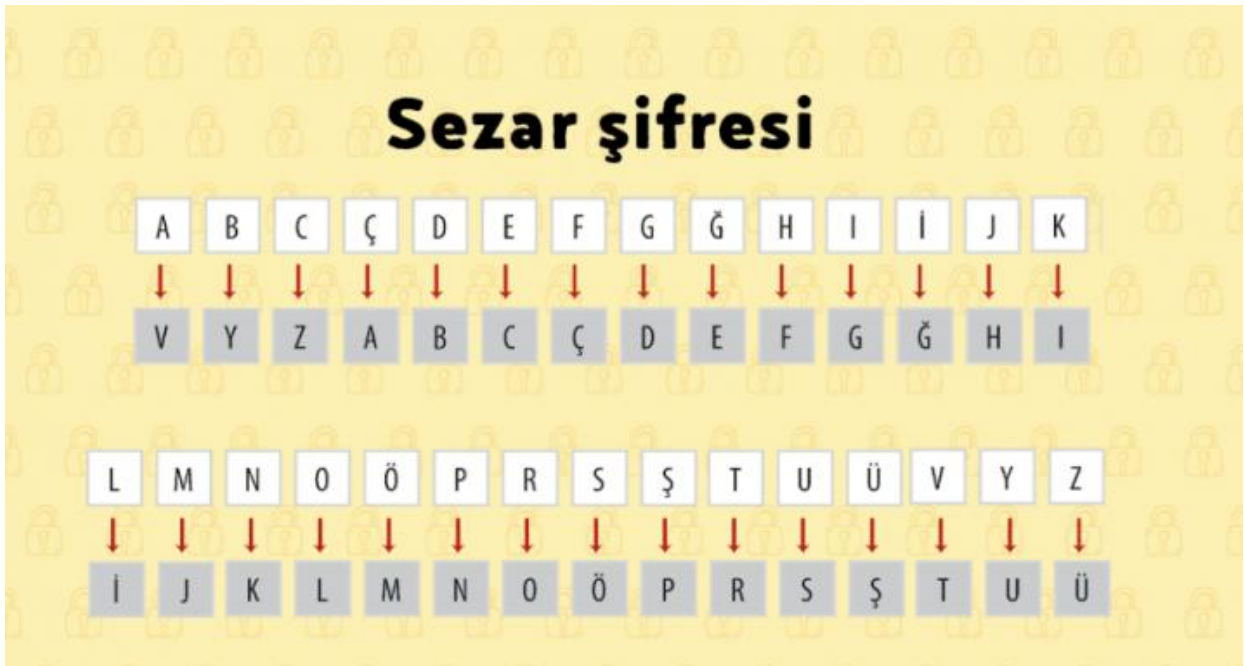 Sezar şifresi
A B C Ç D E F G Ğ H I İ J K
V Y Z A B C Ç D E F G Ğ H I
L M N O Ö P R S Ş T U Ü V Y Z
İ J K L M N O Ö P R S Ş T U Ü